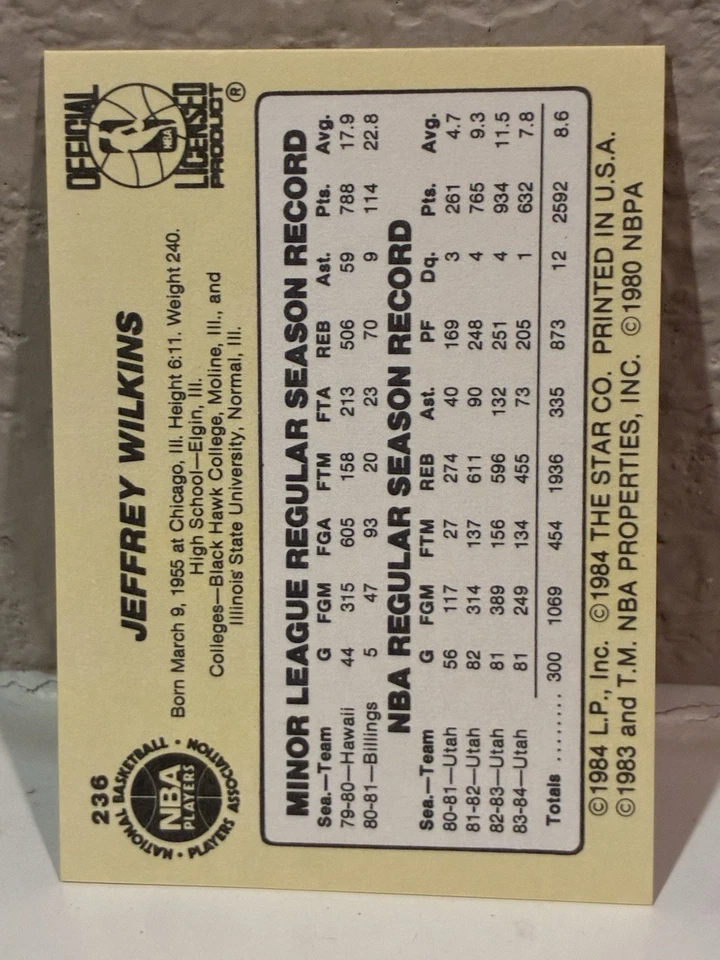 236
NATIONAL BASKETBALL • PLAYERS ASSOCIATION •
NBA
PLAYERS
JEFFREY WILKINS
OFFICIAL
NBA
LICENSED
PRODUCT ®
Born March 9, 1955 at Chicago, Ill. Height 6:11. Weight 240.
High School—Elgin, Ill.
Colleges—Black Hawk College, Moline, Ill., and
Illinois State University, Normal, Ill.
MINOR LEAGUE REGULAR SEASON RECORD
Sea.—Team G FGM FGA FTM FTA REB Ast. Pts. Avg.
79-80—Hawaii 44 315 605 158 213 506 59 788 17.9
80-81—Billings 5 47 93 20 23 70 9 114 22.8
NBA REGULAR SEASON RECORD
Sea.—Team G FGM FTM REB Ast. PF Dq. Pts. Avg.
80-81—Utah 56 117 27 274 40 169 3 261 4.7
81-82—Utah 82 314 137 611 90 248 4 765 9.3
82-83—Utah 81 389 156 596 132 251 4 934 11.5
83-84—Utah 81 249 134 455 73 205 1 632 7.8
Totals ........ 300 1069 454 1936 335 873 12 2592 8.6
©1984 L.P., Inc. ©1984 THE STAR CO. PRINTED IN U.S.A.
©1983 and T.M. NBA PROPERTIES, INC. ©1980 NBPA